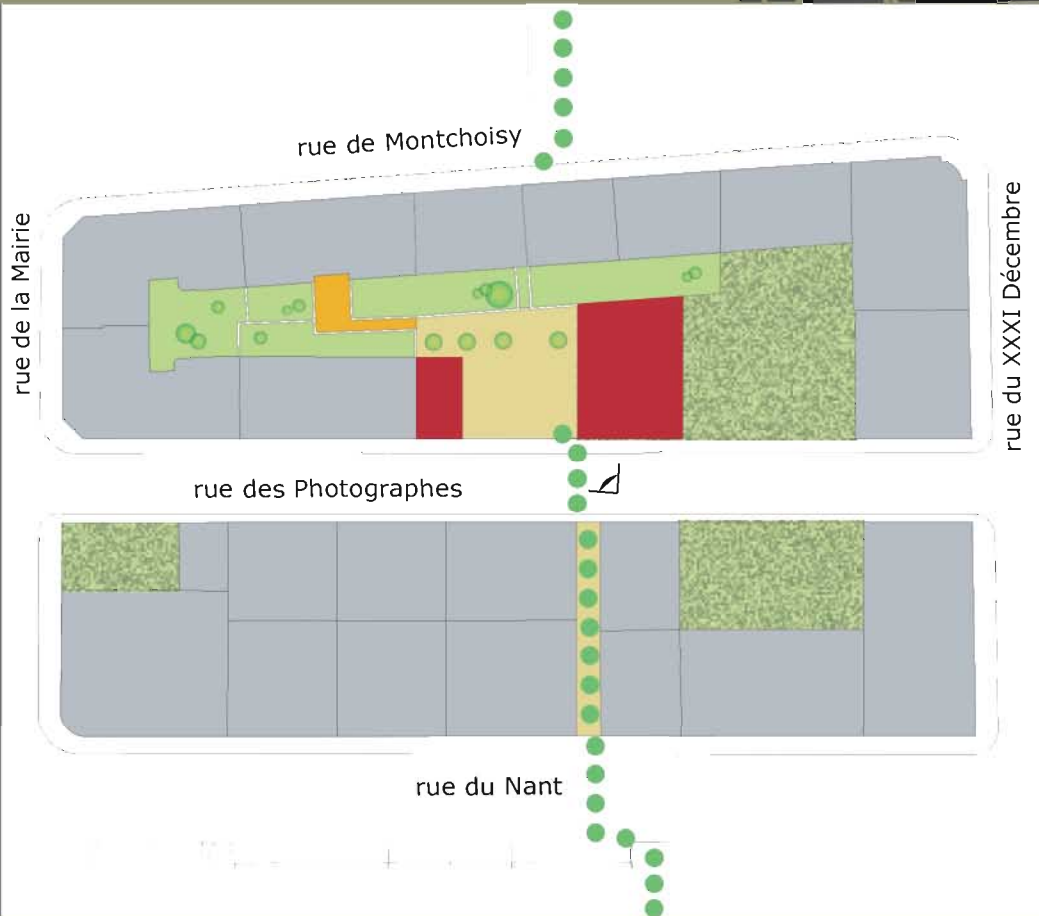 rue de Montchoisy
rue de la Mairie
rue du XXXI Décembre
rue des Photographes
rue du Nant